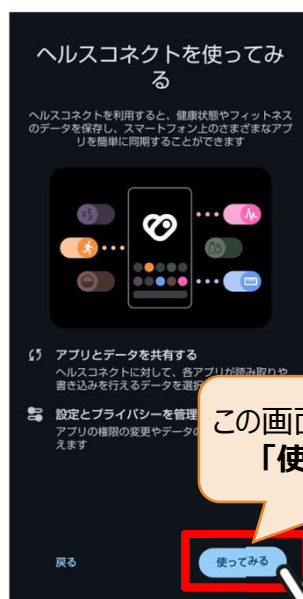 ヘルスコネクトを使ってみ
る
ヘルスコネクトを利用すると、健康状態やフィットネス
のデータを保存し、スマートフォン上のさまざまなアプ
リを簡単に同期することができます
アプリとデータを共有する
ヘルスコネクトに対して、各アプリが読み取りや
書き込みを行えるデータを選択
設定とプライバシーを管理
アプリの権限の変更やデータの
えます
この画面
「使
戻る
使ってみる